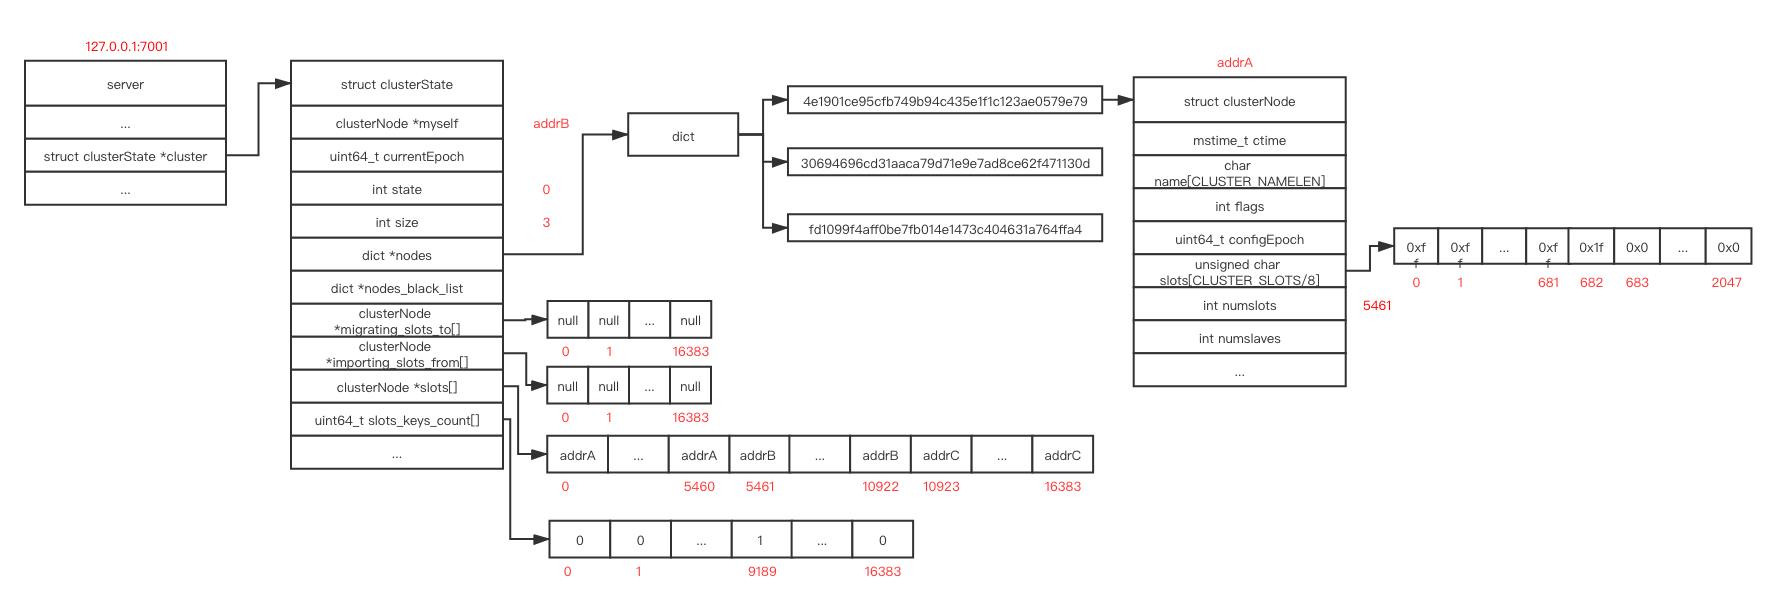 127.0.0.1:7001
server
...
struct clusterState *cluster
...
struct clusterState
clusterNode *myself
addrB
uint64_t currentEpoch
int state
0
int size
3
dict *nodes
dict *nodes_black_list
clusterNode
*migrating_slots_to[]
clusterNode
*importing_slots_from[]
clusterNode *slots[]
uint64_t slots_keys_count[]
...
dict
4e1901ce95cfb749b94c435e1f1c123ae0579e79
30694696cd31aaca79d71e9e7ad8ce62f471130d
fd1099f4aff0be7fb014e1473c404631a764ffa4
addrA
struct clusterNode
mstime_t ctime
char
name[CLUSTER_NAMELEN]
int flags
uint64_t configEpoch
unsigned char
slots[CLUSTER_SLOTS/8]
int numslots
5461
int numslaves
...
0xf 0xf ... 0xf 0x1f 0x0 ... 0x0
f f f
0 1 681 682 683 2047
null null ... null
0 1 16383
null null ... null
0 1 16383
addrA ... addrA addrB ... addrB addrC ... addrC
0 5460 5461 10922 10923 16383
0 0 ... 1 ... 0
0 1 9189 16383